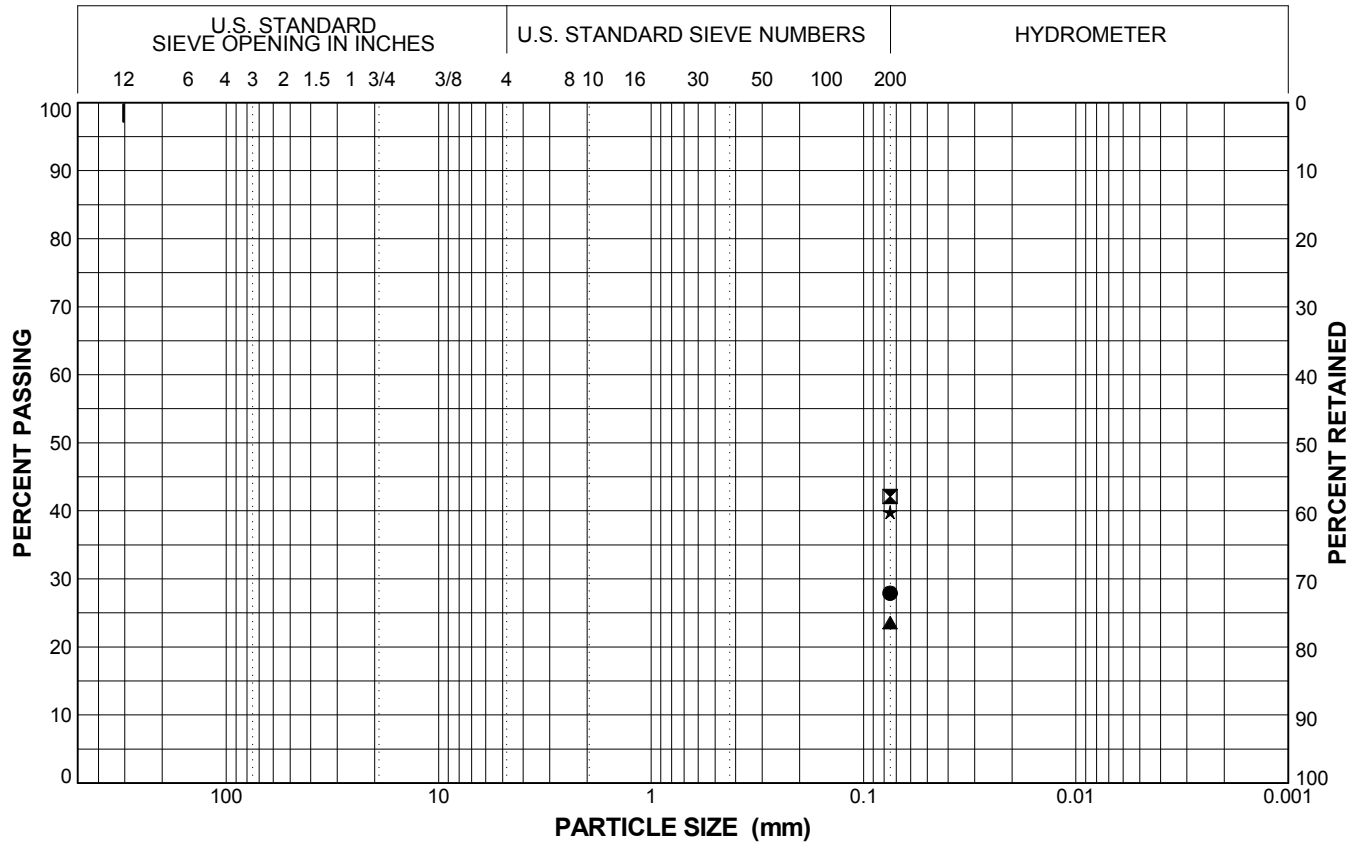 U.S. STANDARD
SIEVE OPENING IN INCHES
U.S. STANDARD SIEVE NUMBERS
HYDROMETER
12 6 4 3 2 1.5 1 3/4 3/8 4 8 10 16 30 50 100 200
100 0
90 10
80 20
70 30
60 40
50 50
40 60
30 70
20 80
10 90
0 100
PERCENT PASSING
PERCENT RETAINED
100 10 1 0.1 0.01 0.001
PARTICLE SIZE (mm)